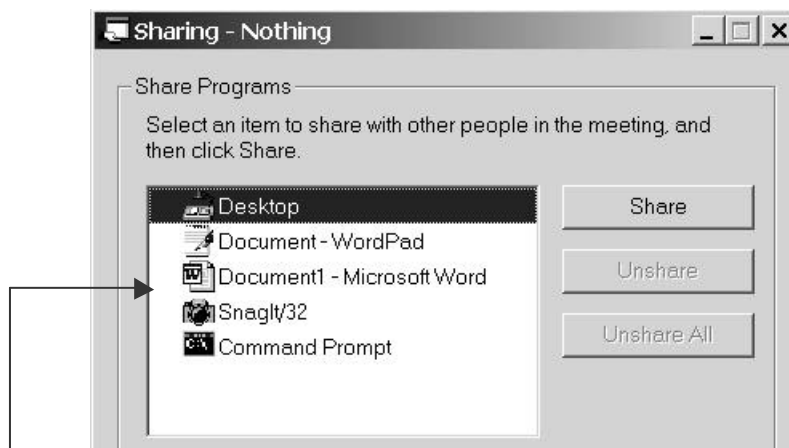 Sharing - Nothing
Share Programs
Select an item to share with other people in the meeting, and
then click Share.
Desktop
Share
Document - WordPad
Document1 - Microsoft Word
Unshare
SnagIt/32
Command Prompt
Unshare All